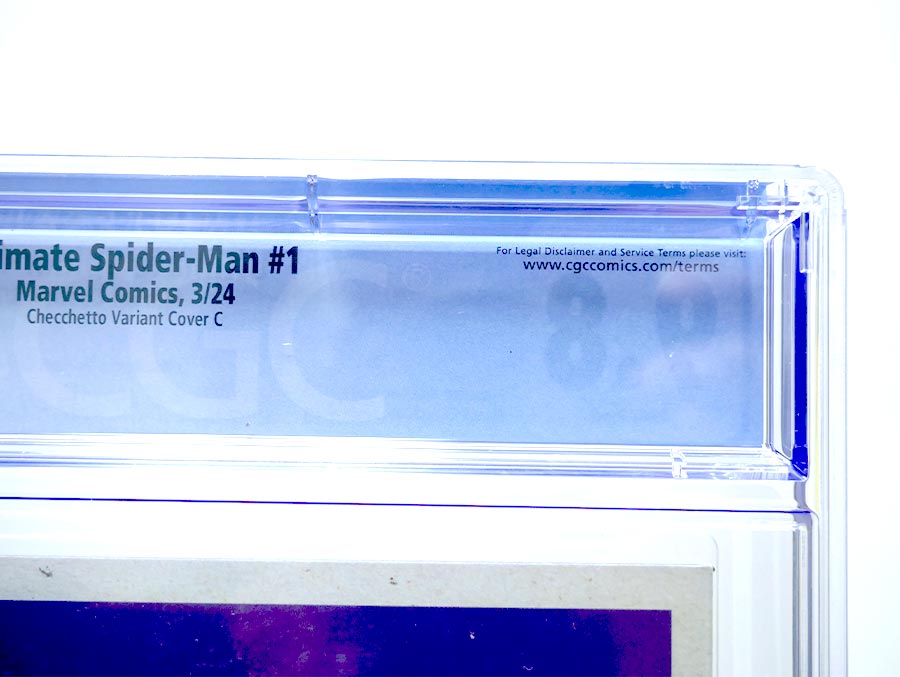 imate Spider-Man #1
Marvel Comics, 3/24
Checchetto Variant Cover C
For Legal Disclaimer and Service Terms please visit:
www.cgccomics.com/terms
CGC